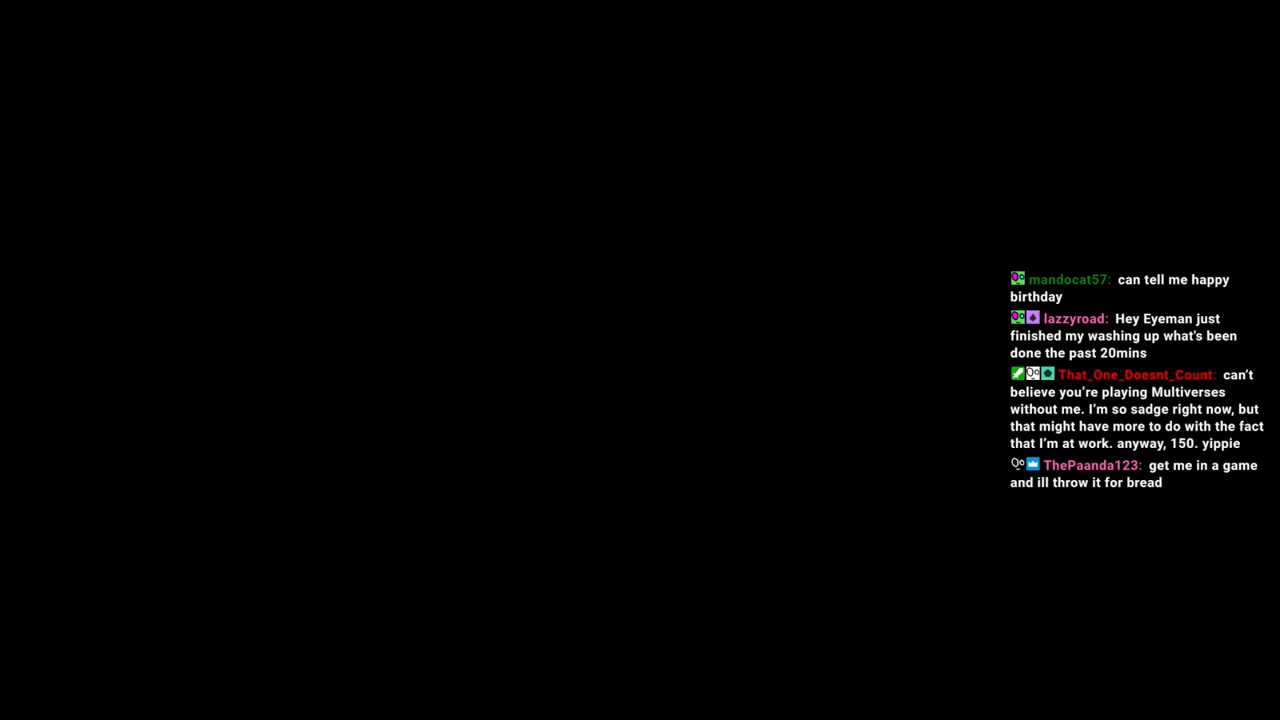 mandocat57: can tell me happy
birthday
lazzyroad: Hey Eyeman just
finished my washing up what's been
done the past 20mins
That_One_Doesnt_Count: can’t
believe you’re playing Multiverses
without me. I’m so sadge right now, but
that might have more to do with the fact
that I’m at work. anyway, 150. yippie
ThePaanda123: get me in a game
and ill throw it for bread